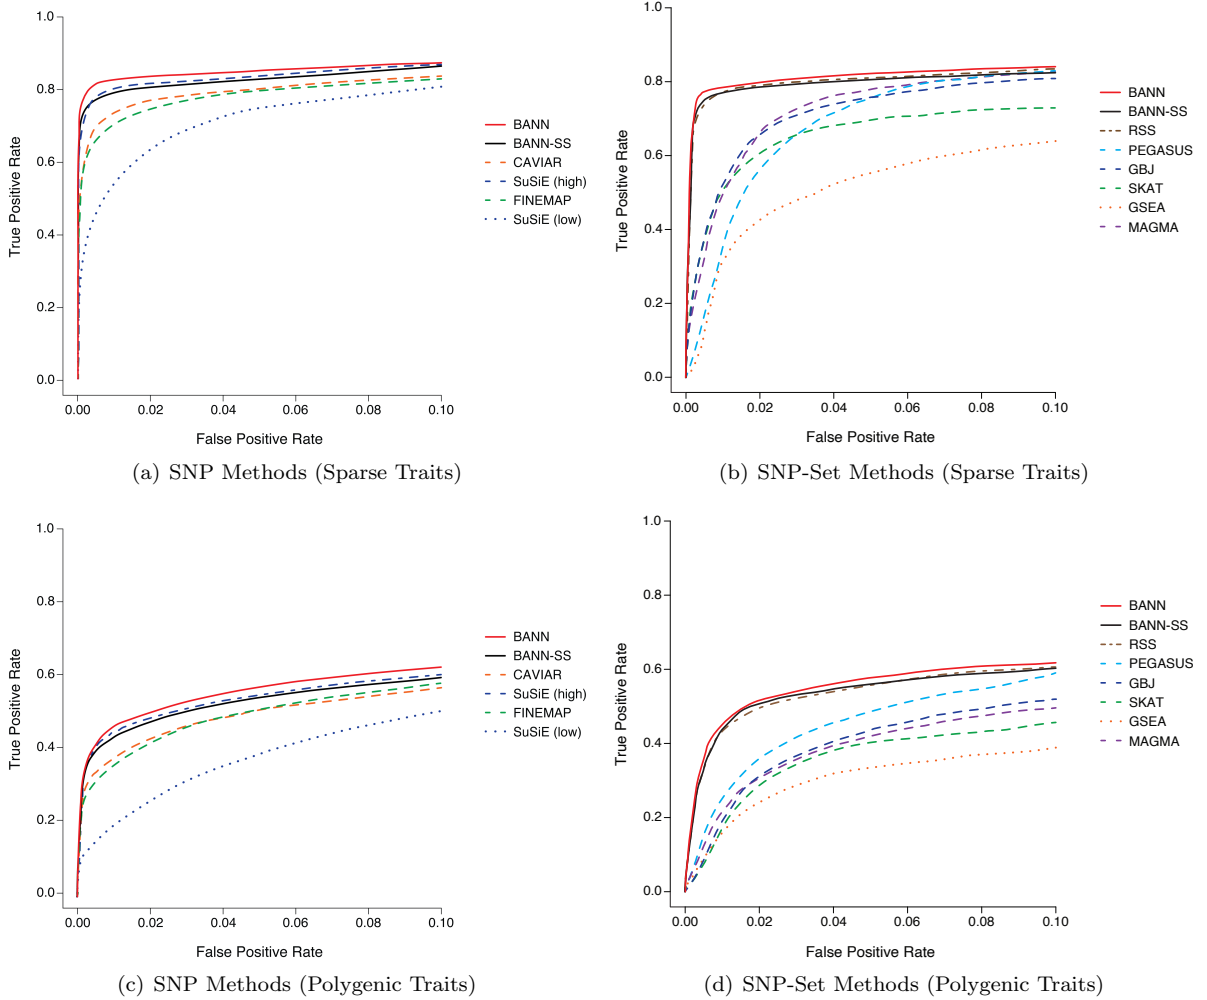 1.0
0.8
0.6
0.4
0.2
0.0
True Positive Rate
0.00 0.02 0.04 0.06 0.08 0.10
False Positive Rate
BANN
BANN-SS
CAVIAR
SuSiE (high)
FINEMAP
SuSiE (low)
(a) SNP Methods (Sparse Traits)
1.0
0.8
0.6
0.4
0.2
0.0
True Positive Rate
0.00 0.02 0.04 0.06 0.08 0.10
False Positive Rate
BANN
BANN-SS
RSS
PEGASUS
GBJ
SKAT
GSEA
MAGMA
(b) SNP-Set Methods (Sparse Traits)
1.0
0.8
0.6
0.4
0.2
0.0
True Positive Rate
0.00 0.02 0.04 0.06 0.08 0.10
False Positive Rate
BANN
BANN-SS
CAVIAR
SuSiE (high)
FINEMAP
SuSiE (low)
(c) SNP Methods (Polygenic Traits)
1.0
0.8
0.6
0.4
0.2
0.0
True Positive Rate
0.00 0.02 0.04 0.06 0.08 0.10
False Positive Rate
BANN
BANN-SS
RSS
PEGASUS
GBJ
SKAT
GSEA
MAGMA
(d) SNP-Set Methods (Polygenic Traits)